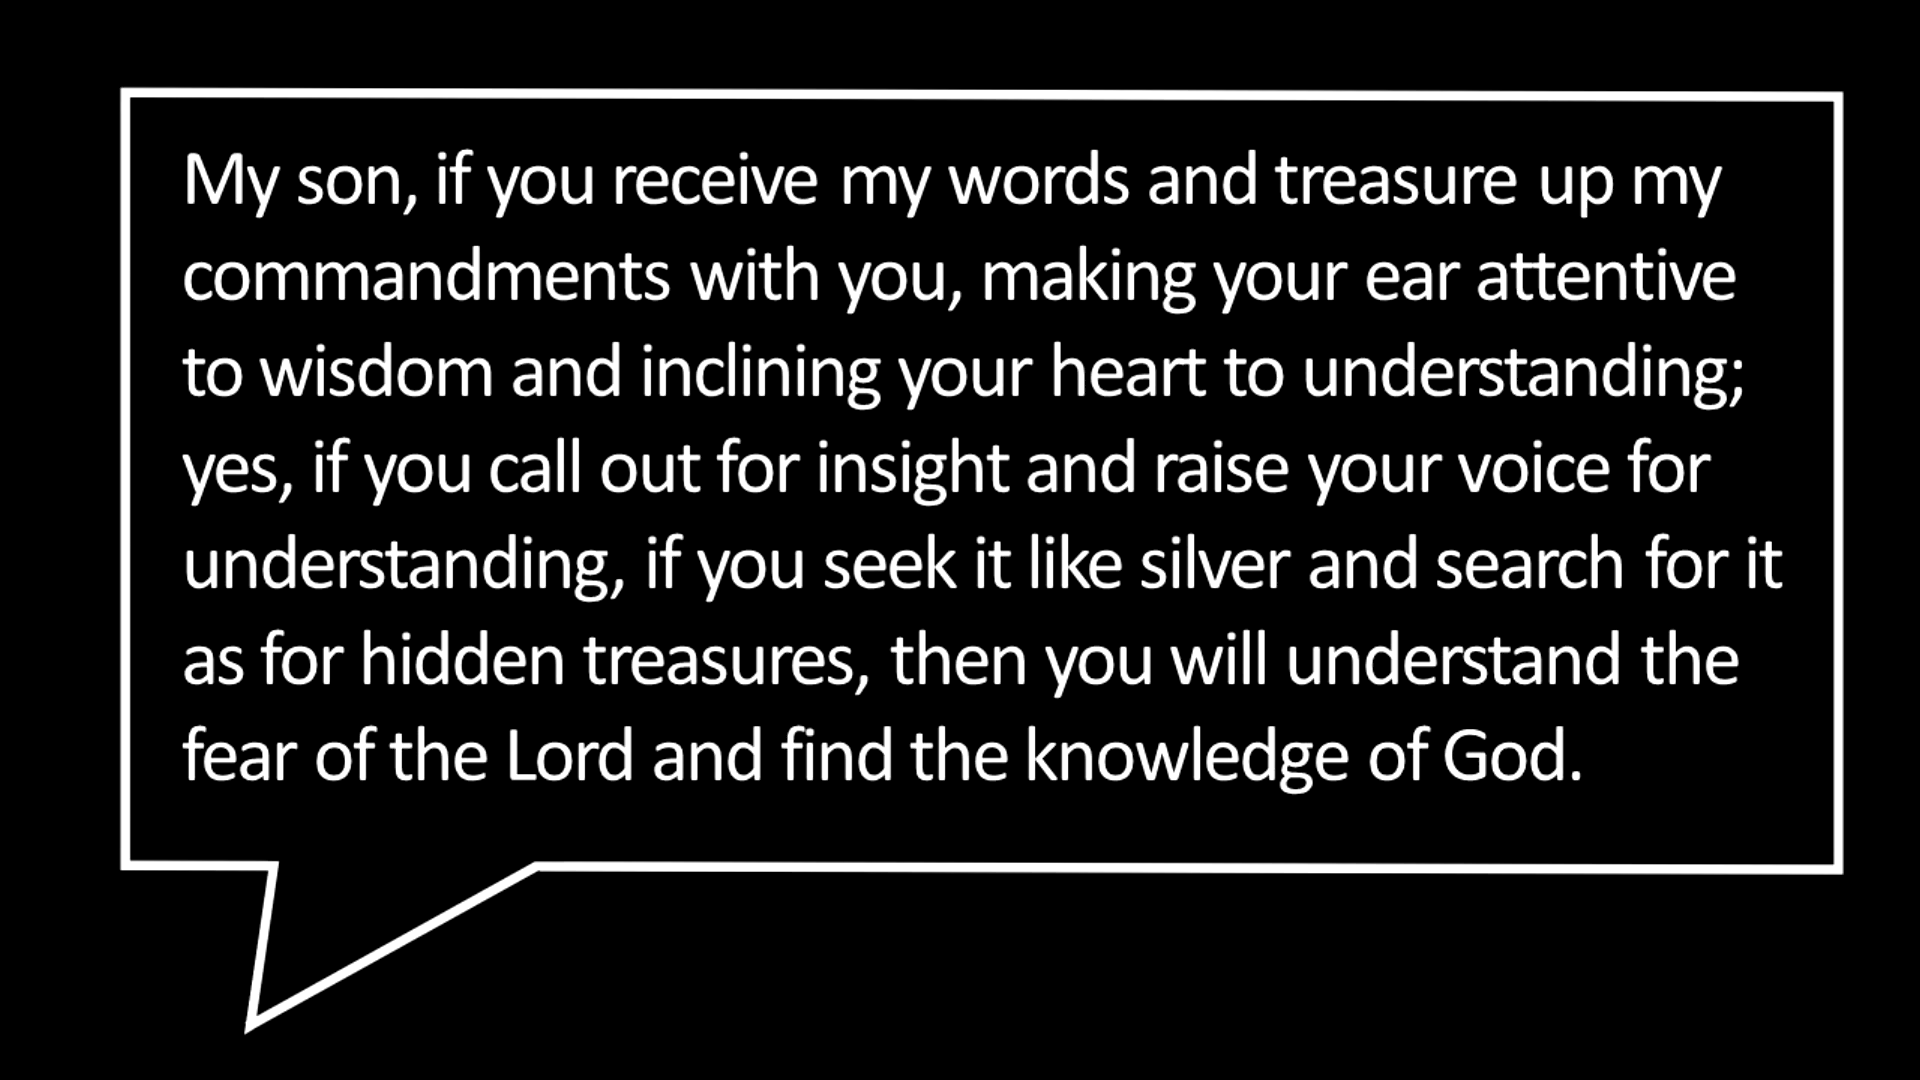 My son, if you receive my words and treasure up my
commandments with you, making your ear attentive
to wisdom and inclining your heart to understanding;
yes, if you call out for insight and raise your voice for
understanding, if you seek it like silver and search for it
as for hidden treasures, then you will understand the
fear of the Lord and find the knowledge of God.